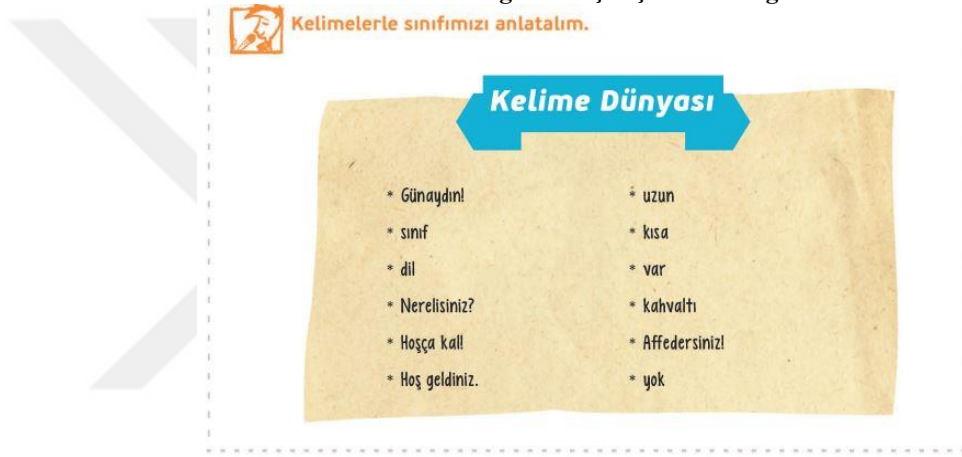 Kelimelerle sınıfımızı anlatalım.
Kelime Dünyası
* Günaydın!
* sınıf
* dil
* Nerelisiniz?
* Hoşça kal!
* Hoş geldiniz.
* uzun
* kısa
* var
* kahvaltı
* Affedersiniz!
* yok